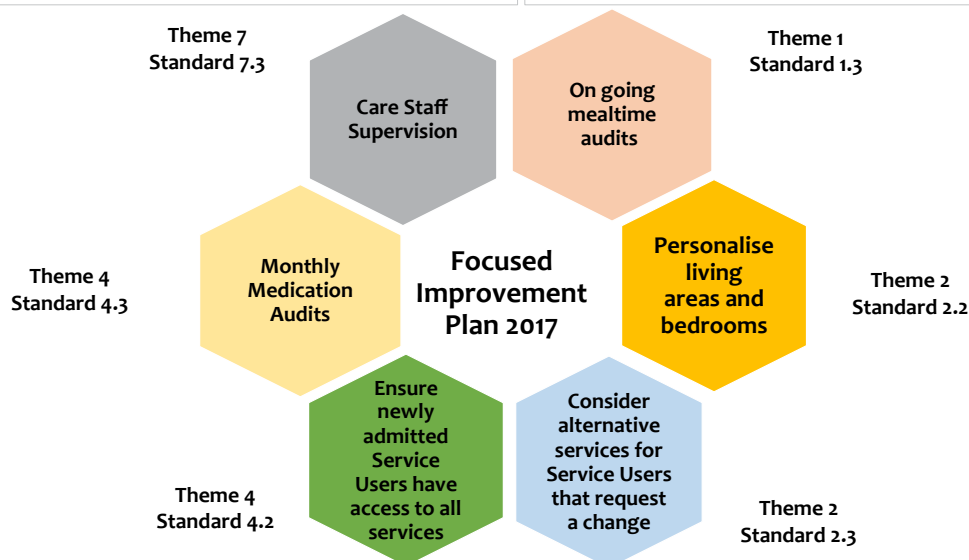 Theme 7
Standard 7.3
Theme 1
Standard 1.3
Care Staff
Supervision
On going
mealtime
audits
Theme 4
Standard 4.3
Monthly
Medication
Audits
Focused
Improvement
Plan 2017
Personalise
living
areas and
bedrooms
Theme 2
Standard 2.2
Ensure
newly
admitted
Service
Users have
access to all
services
Consider
alternative
services for
Service Users
that request
a change
Theme 4
Standard 4.2
Theme 2
Standard 2.3